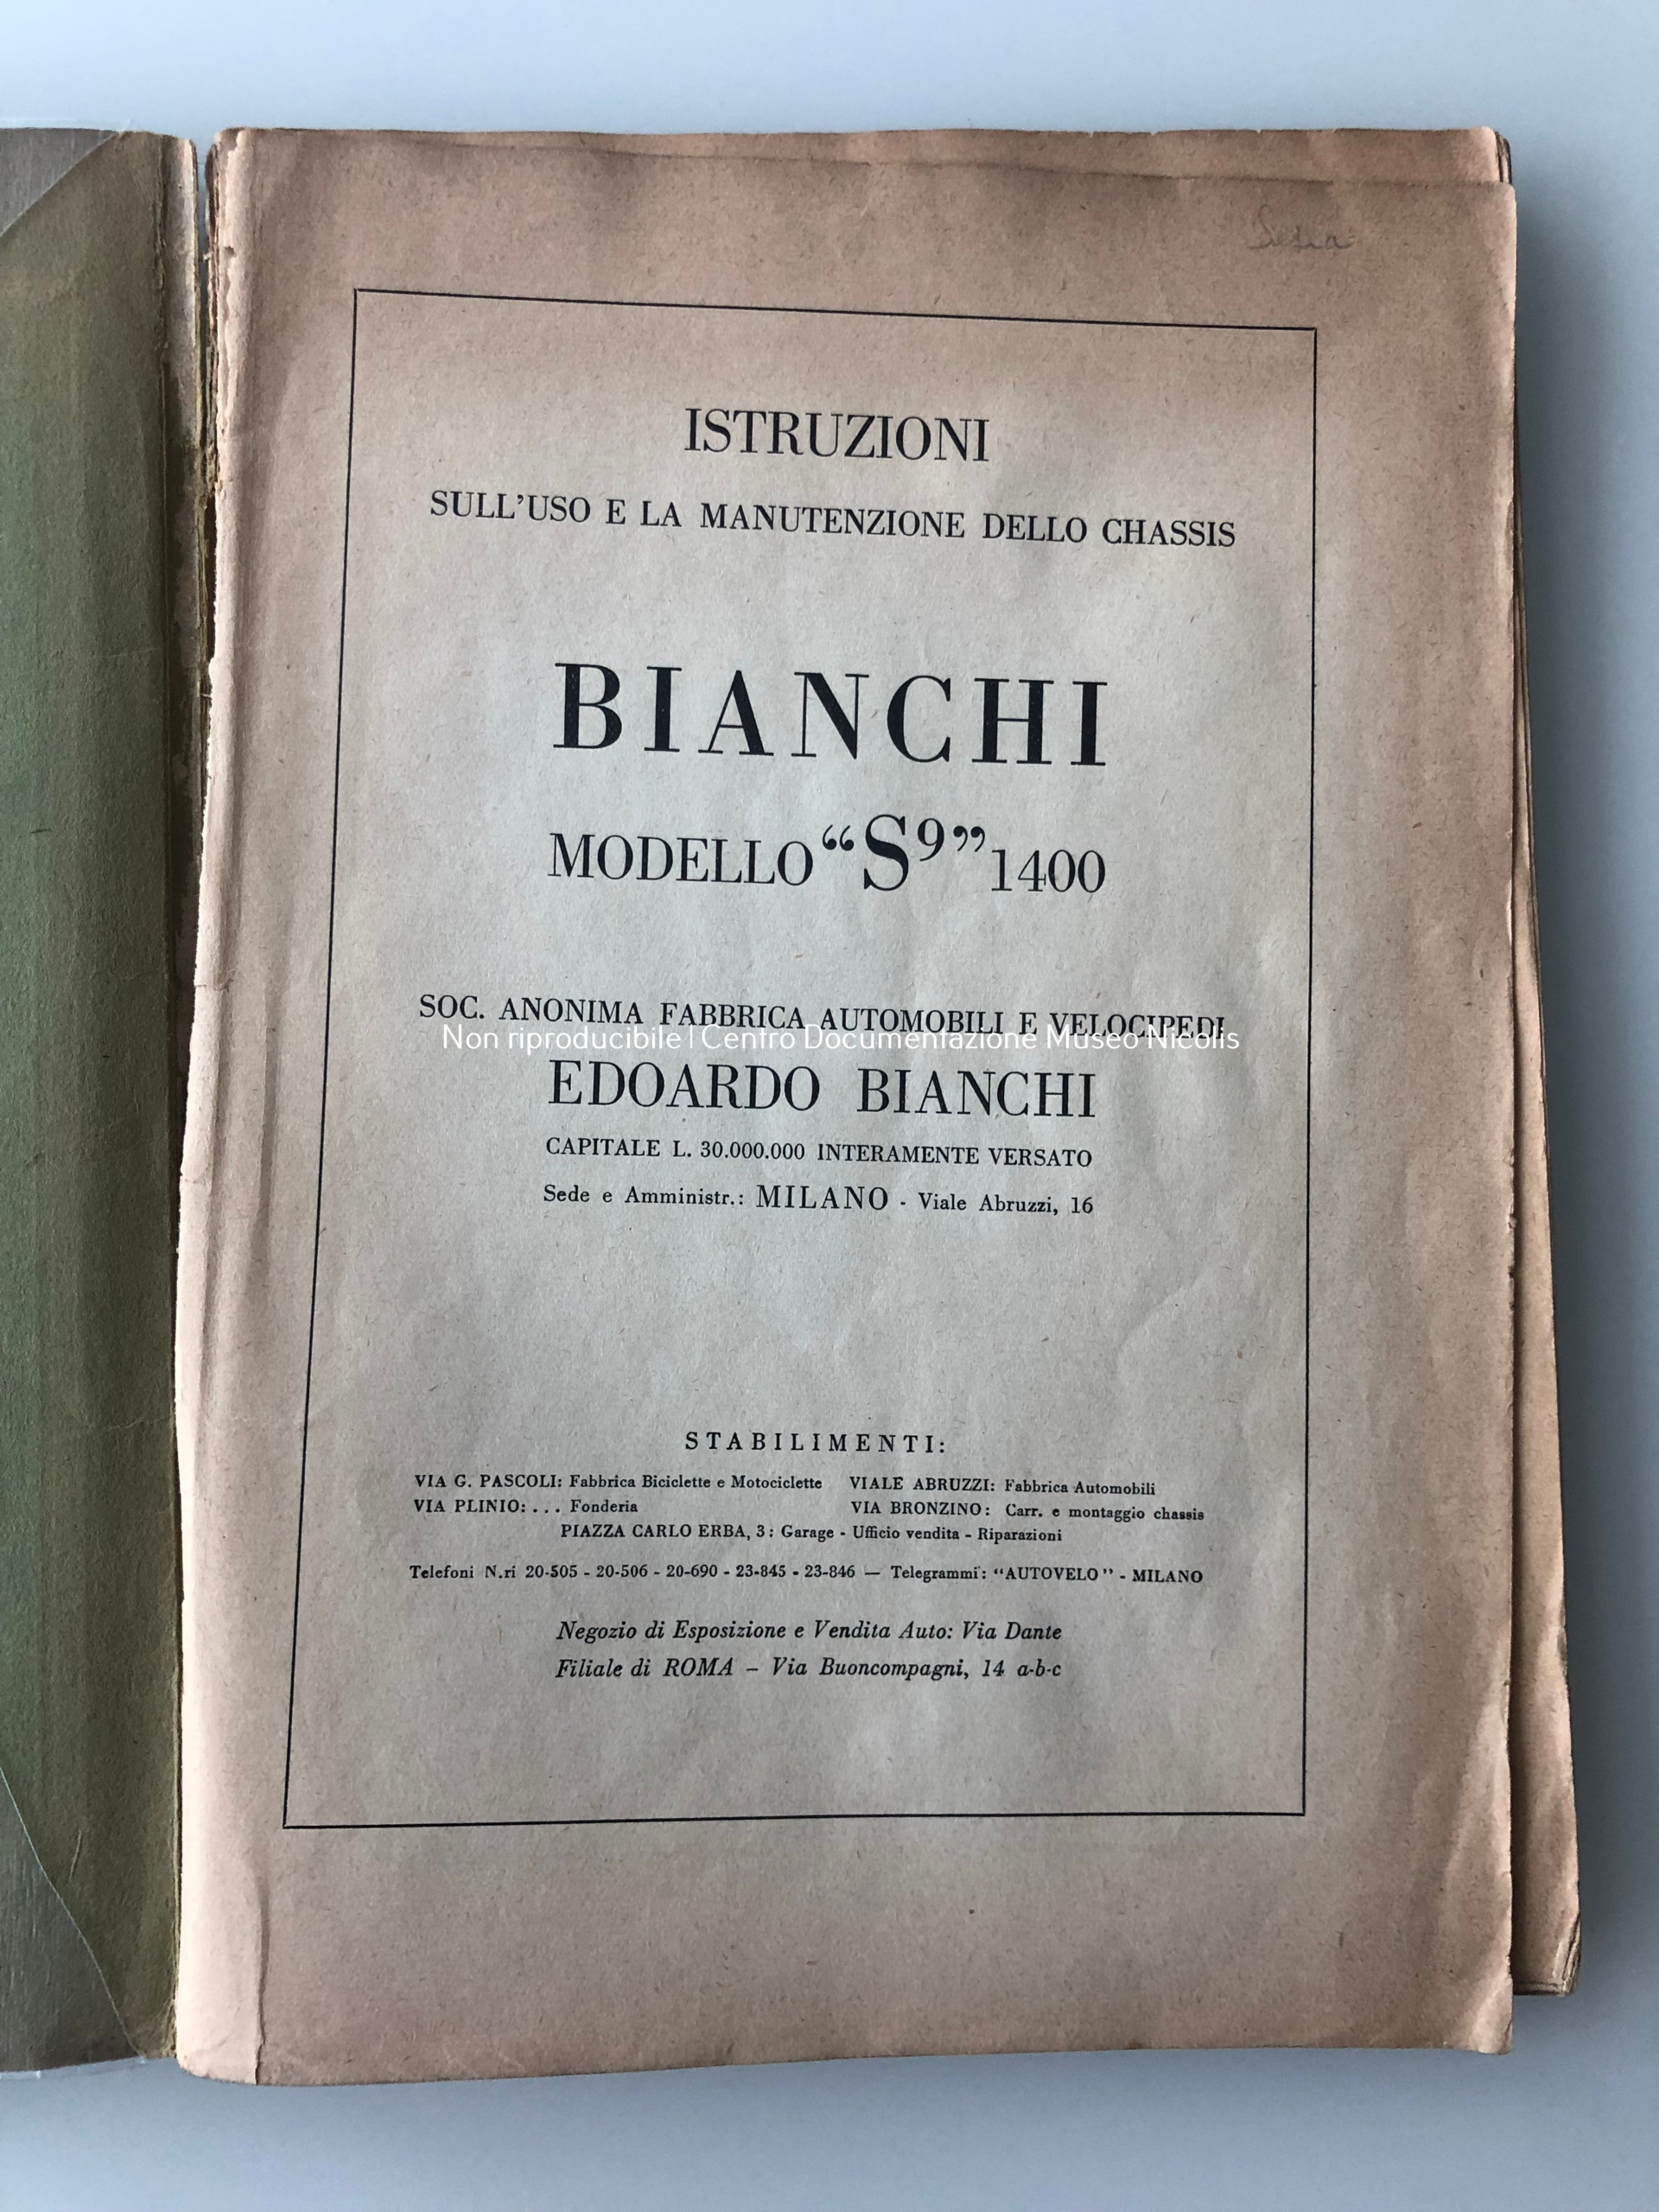 ISTRUZIONI
SULL'USO E LA MANUTENZIONE DELLO CHASSIS
BIANCHI
MODELLO “S9” 1400
SOC. ANONIMA FABBRICA AUTOMOBILI E VELOCIPEDI
Non riproducibile | Centro Documentazione Museo Nicolis
EDOARDO BIANCHI
CAPITALE L. 30.000.000 INTERAMENTE VERSATO
Sede e Amministr.: MILANO - Viale Abruzzi, 16
STABILIMENTI:
VIA G. PASCOLI: Fabbrica Biciclette e Motociclette VIALE ABRUZZI: Fabbrica Automobili
VIA PLINIO: . . . Fonderia VIA BRONZINO: Carr. e montaggio chassis
PIAZZA CARLO ERBA, 3: Garage - Ufficio vendita - Riparazioni
Telefoni N.ri 20-505 - 20-506 - 20-690 - 23-845 - 23-846 — Telegrammi: “AUTOVELO” - MILANO
Negozio di Esposizione e Vendita Auto: Via Dante
Filiale di ROMA – Via Buoncompagni, 14 a-b-c